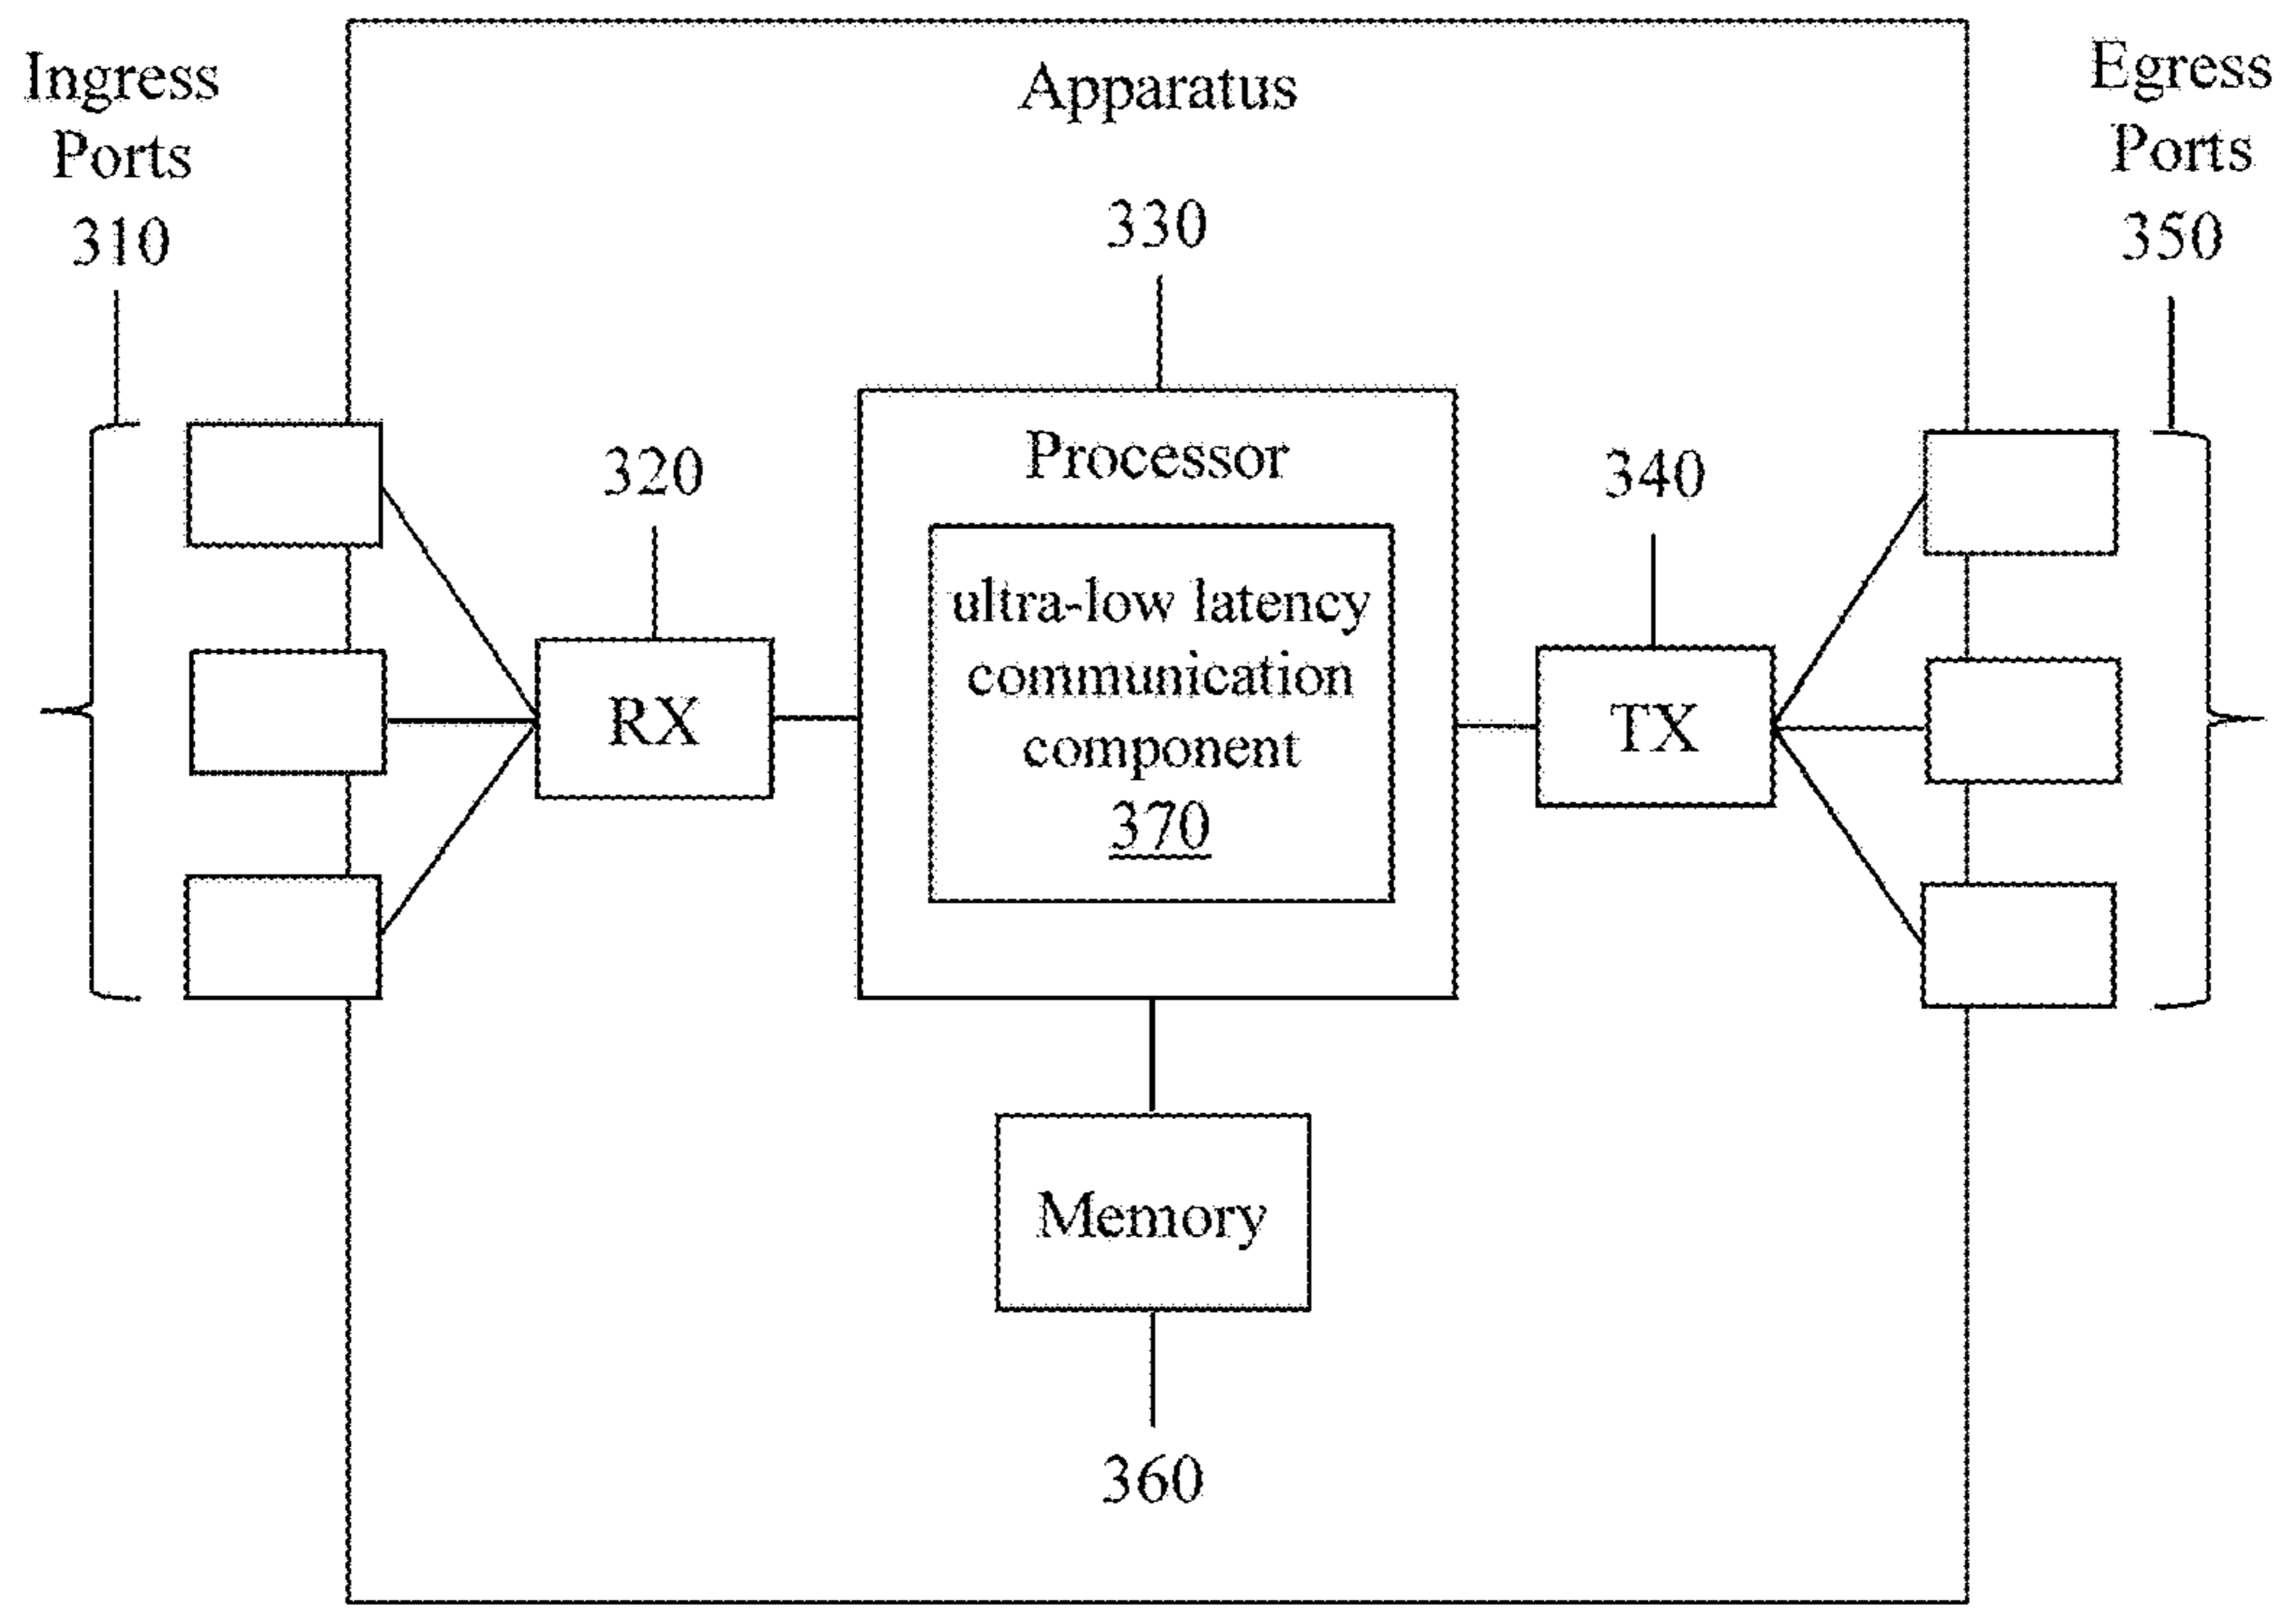 Ingress
Ports
310
Apparatus
330
Egress
Ports
350
320
Processor
340
RX
ultra-low latency
communication
component
370
TX
Memory
360